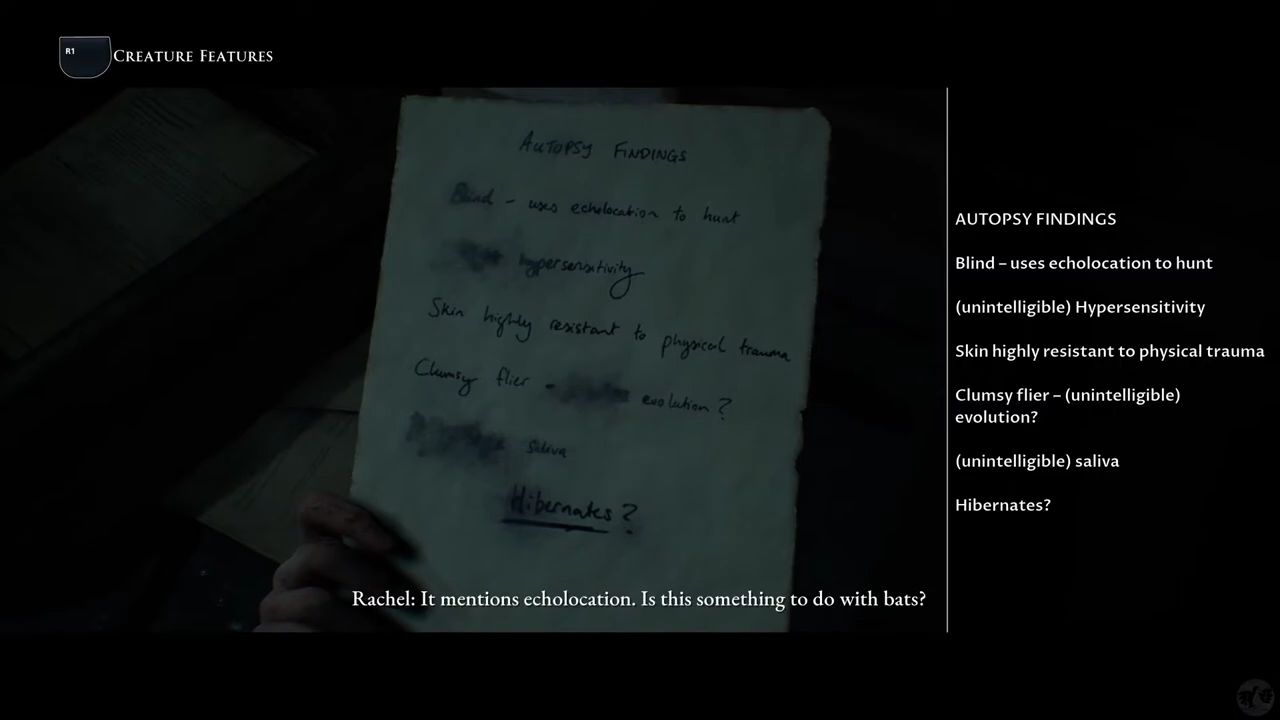 R1
CREATURE FEATURES
AUTOPSY FINDINGS
Blind - uses echolocation to hunt
hypersensitivity
Skin highly resistant to physical trauma
Clumsy flier - evolution?
saliva
Hibernates?
AUTOPSY FINDINGS
Blind – uses echolocation to hunt
(unintelligible) Hypersensitivity
Skin highly resistant to physical trauma
Clumsy flier – (unintelligible)
evolution?
(unintelligible) saliva
Hibernates?
Rachel: It mentions echolocation. Is this something to do with bats?